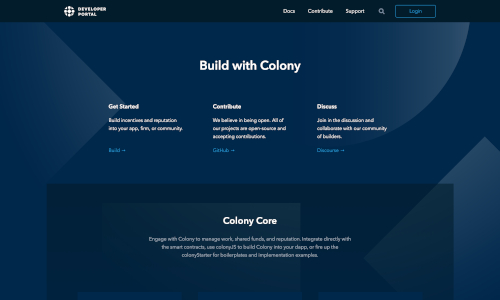 DEVELOPER
PORTAL
Docs
Contribute
Support
Login
Build with Colony
Get Started
Build incentives and reputation
into your app, firm, or community.
Build →
Contribute
We believe in being open. All of
our projects are open-source and
accepting contributions.
GitHub →
Discuss
Join in the discussion and
collaborate with our community
of builders.
Discourse →
Colony Core
Engage with Colony to manage work, shared funds, and reputation. Integrate directly with
the smart contracts, use colonyJS to build Colony into your dapp, or fire up the
colonyStarter for boilerplates and implementation examples.